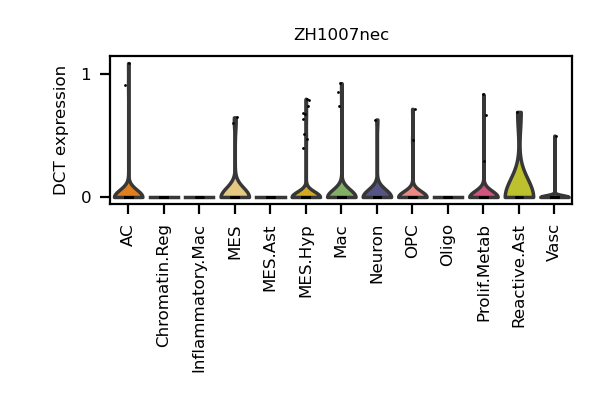 ZH1007nec
DCT expression
1
0
AC
Chromatin.Reg
Inflammatory.Mac
MES
MES.Ast
MES.Hyp
Mac
Neuron
OPC
Oligo
Prolif.Metab
Reactive.Ast
Vasc